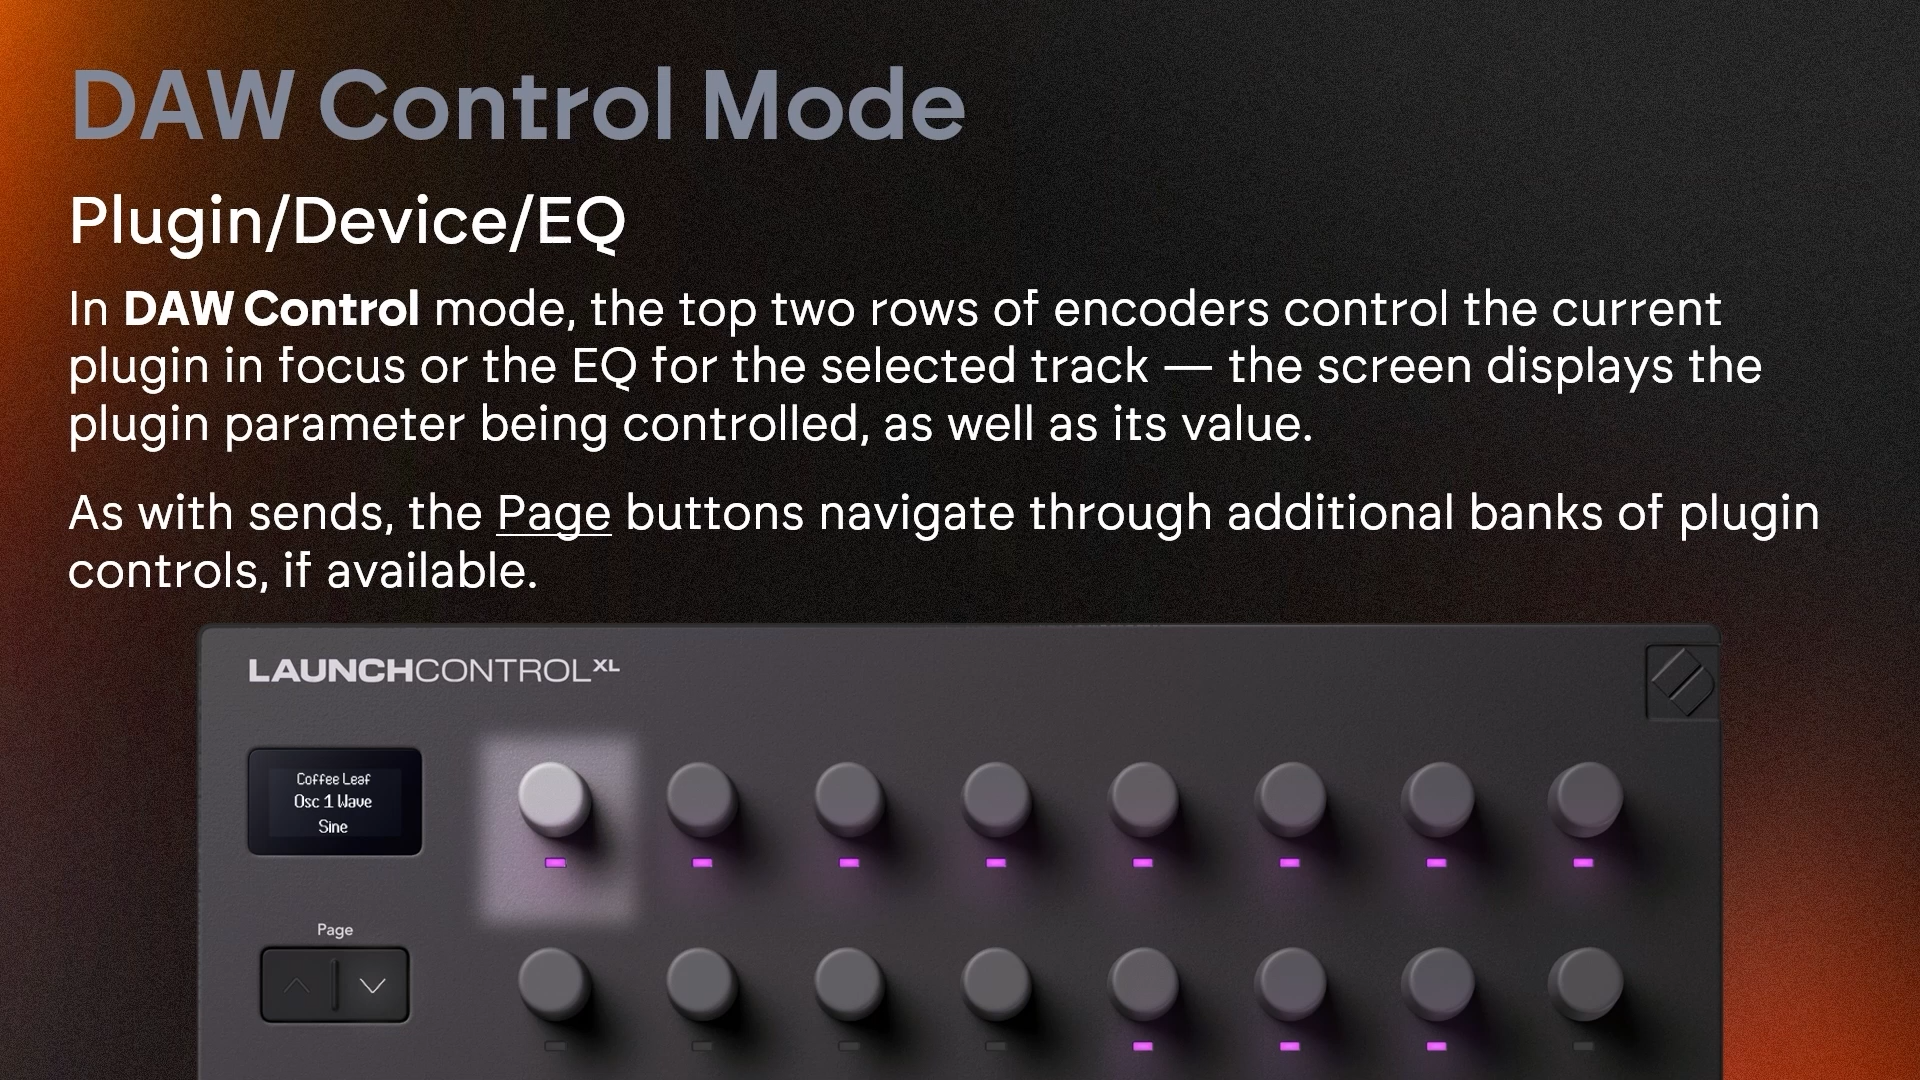 DAW Control Mode
Plugin/Device/EQ
In DAW Control mode, the top two rows of encoders control the current
plugin in focus or the EQ for the selected track — the screen displays the
plugin parameter being controlled, as well as its value.
As with sends, the Page buttons navigate through additional banks of plugin
controls, if available.
LAUNCHCONTROL XL
Coffee Leaf
Osc 1 Wave
Sine
Page